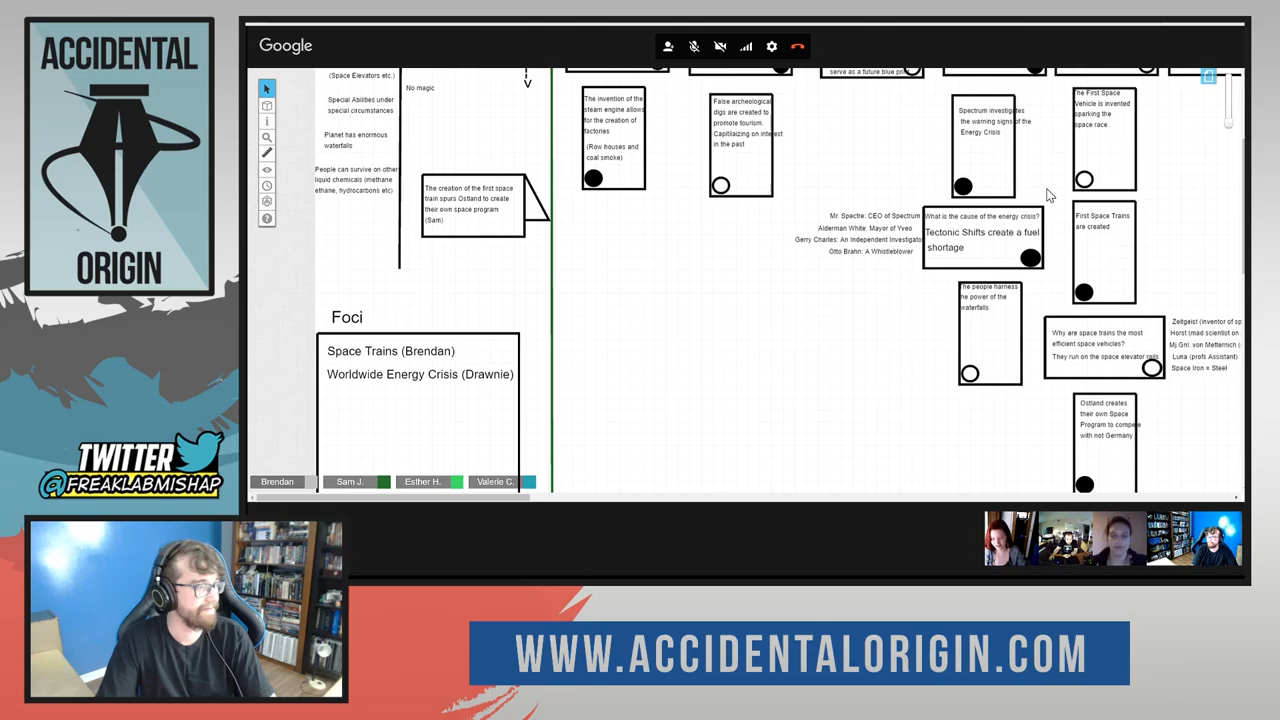 ACCIDENTAL
ORIGIN
TWITTER
@FREAKLABMISHAP
Google
(Space Elevators etc.)
Special Abilities under
special circumstances
Planet has enormous
waterfalls
People can survive on other
liquid chemicals (methane
ethane, hydrocarbons etc)
No magic
V
The creation of the first space
train spurs Ostland to create
their own space program
(Sam)
Foci
Space Trains (Brendan)
Worldwide Energy Crisis (Drawnie)
Brendan
Sam J.
Esther H.
Valerie C.
The invention of the
steam engine allows
for the creation of
factories
(Row houses and
coal smoke)
False archeological
digs are created to
promote tourism.
Capitilaizing on interest
in the past
serve as a future blue
Spectrum investigates
the warning signs of the
Energy Crisis
he First Space
Vehicle is invented
sparking the
space race.
Mr. Spectre: CEO of Spectrum
Alderman White: Mayor of Yveo
Gerry Charles: An Independent Investigato
Otto Brahn: A Whistleblower
What is the cause of the energy crisis?
Tectonic Shifts create a fuel
shortage
First Space Trains
are created
he people harness
he power of the
waterfalls
Why are space trains the most
efficient space vehicles?
They run on the space elevator rails
Zeitgeist (inventor of sp
Horst (mad scientist on
Mj.Gnl. von Metternich (
Luna (profs Assistant)
Space Iron = Steel
Ostland creates
their own Space
Program to compete
with not Germany
WWW.ACCIDENTALORIGIN.COM